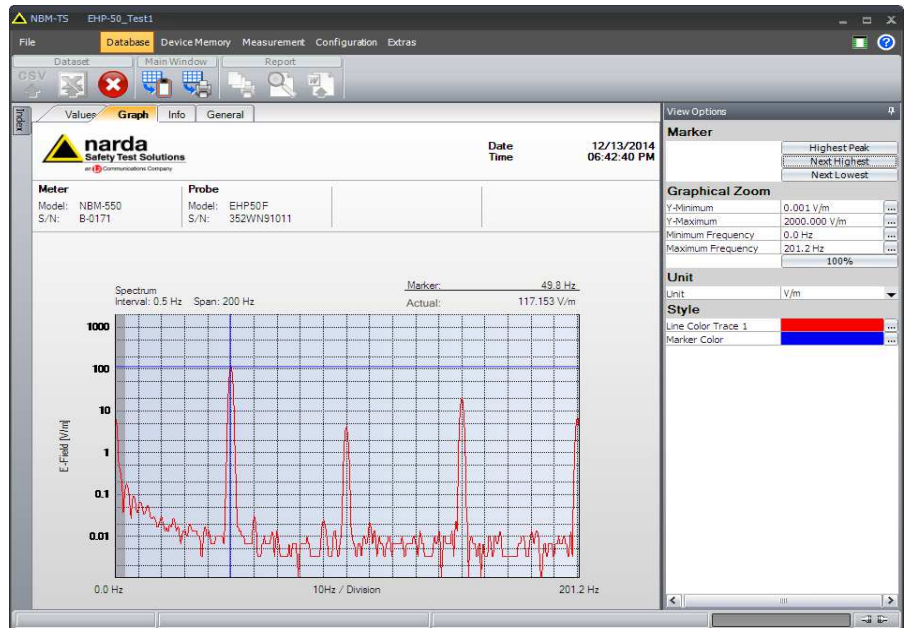 NBM-TS EHP-50_Test1
File Database Device Memory Measurement Configuration Extras
Dataset Main Window Report
CSV
Index
Values Graph Info General
narda
Safety Test Solutions
an L3 Communications Company
Date 12/13/2014
Time 06:42:40 PM
Meter Probe
Model: NBM-550 Model: EHP50F
S/N: B-0171 S/N: 352WN91011
Spectrum
Interval: 0.5 Hz Span: 200 Hz
Marker: 49.8 Hz
Actual: 117.153 V/m
1000
100
10
1
0.1
0.01
E-Field [V/m]
0.0 Hz 10Hz / Division 201.2 Hz
View Options
Marker
Highest Peak
Next Highest
Next Lowest
Graphical Zoom
Y-Minimum 0.001 V/m ...
Y-Maximum 2000.000 V/m ...
Minimum Frequency 0.0 Hz ...
Maximum Frequency 201.2 Hz ...
100%
Unit
Unit V/m
Style
Line Color Trace 1 ...
Marker Color ...